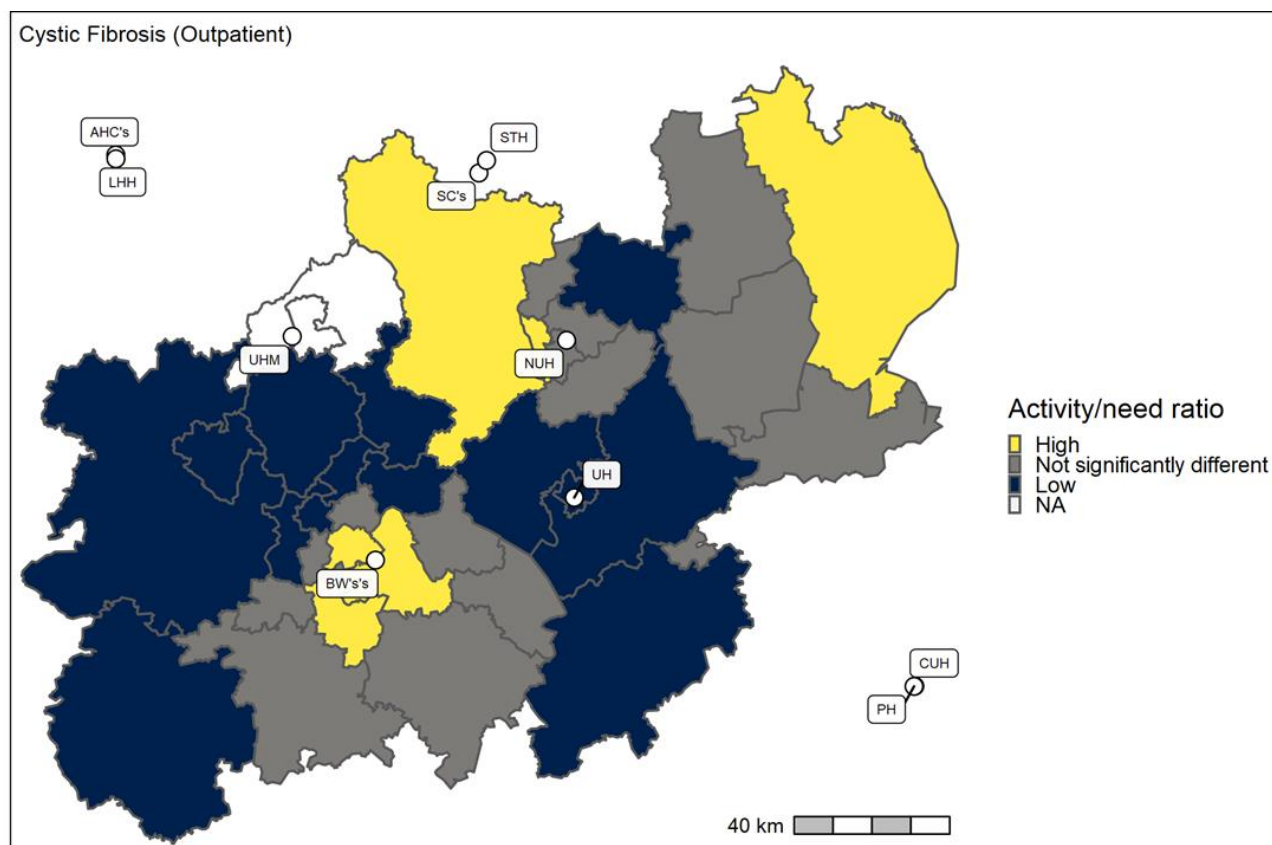 Cystic Fibrosis (Outpatient)
AHC's
STH
LHH
SC's
UHM
NUH
Activity/need ratio
High
Not significantly different
Low
NA
UH
BW's's
CUH
PH
40 km